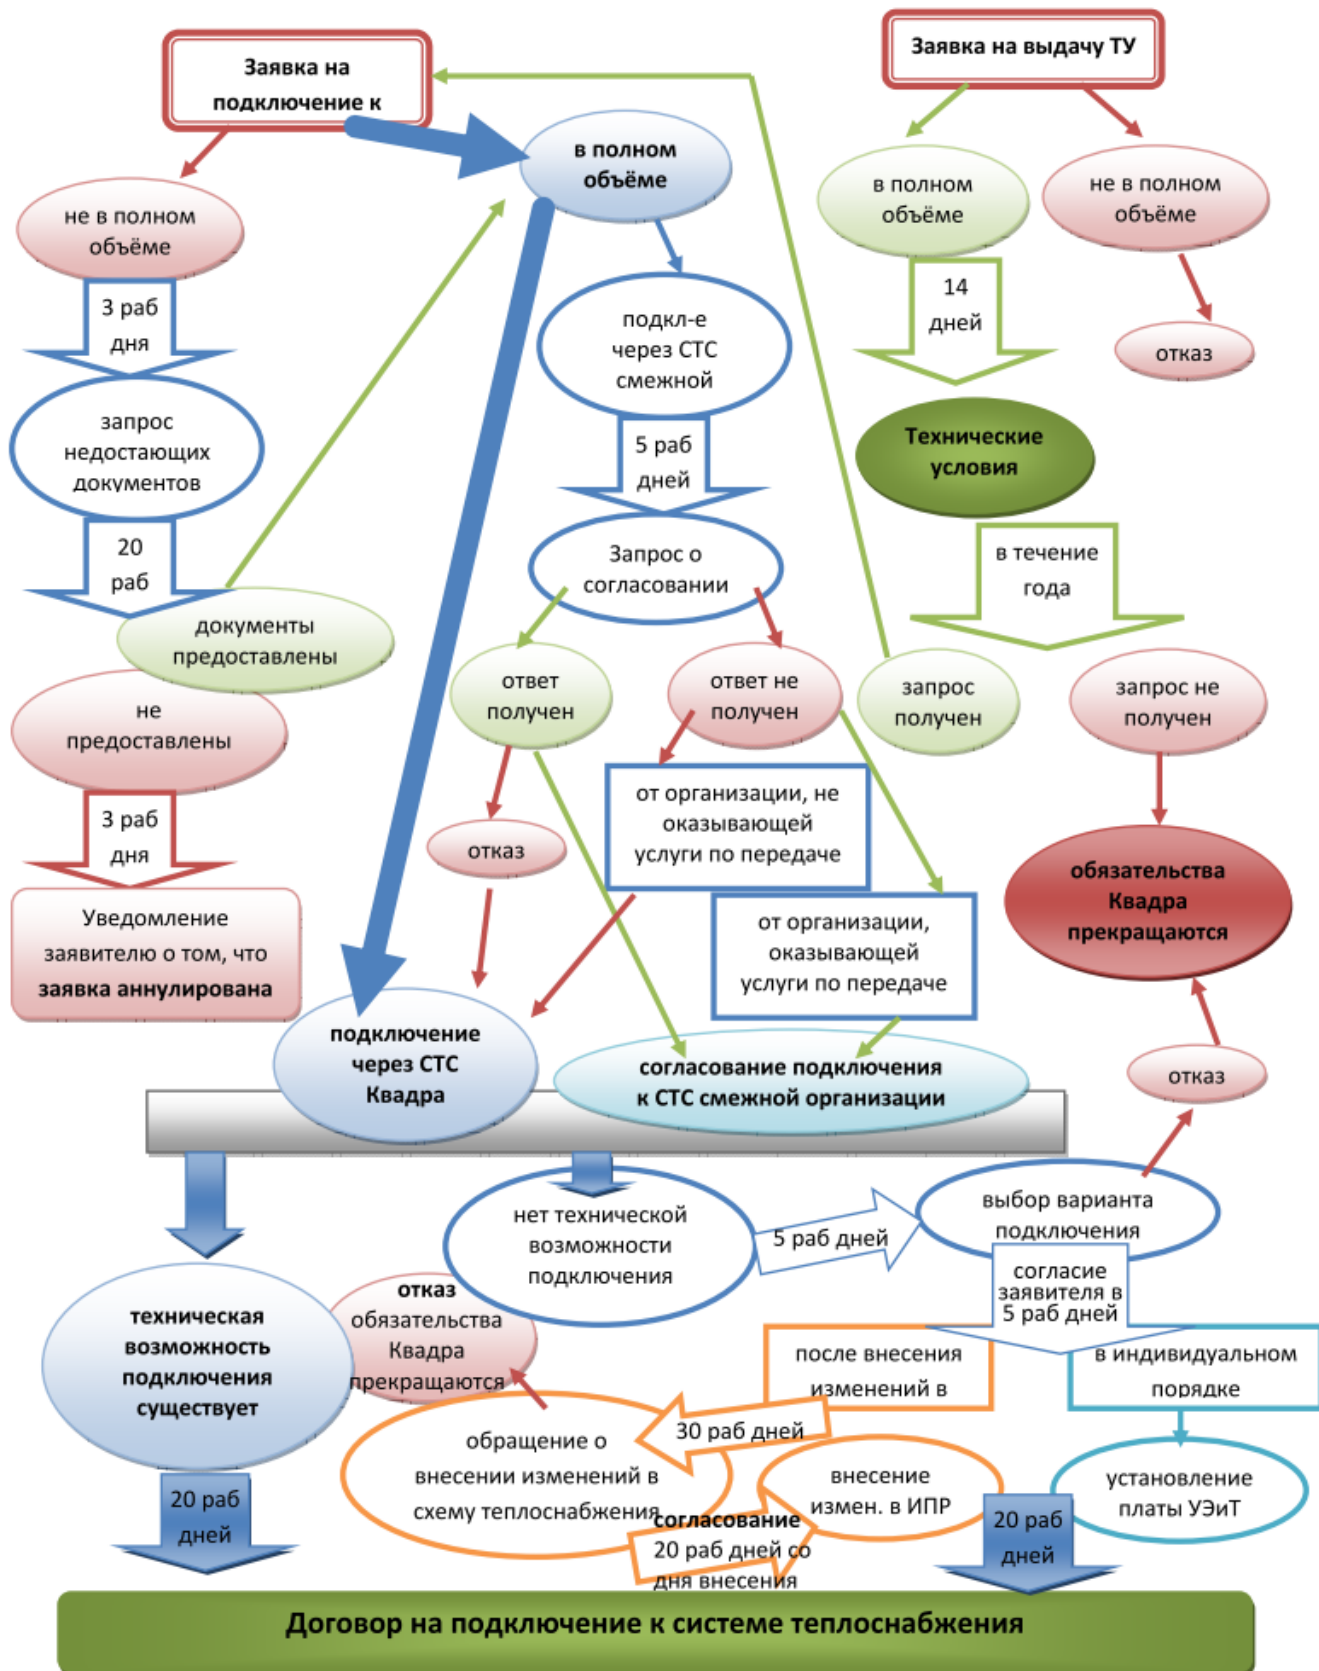 Заявка на
подключение к
Заявка на выдачу ТУ
в полном
объёме
не в полном
объёме
в полном
объёме
не в полном
объёме
3 раб
дня
подкл-е
через СТС
смежной
14
дней
отказ
запрос
недостающих
документов
5 раб
дней
Технические
условия
20
раб
Запрос о
согласовании
в течение
года
документы
предоставлены
не
предоставлены
ответ
получен
ответ не
получен
запрос
получен
запрос не
получен
3 раб
дня
отказ
от организации, не
оказывающей
услуги по передаче
от организации,
оказывающей
услуги по передаче
обязательства
Квадра
прекращаются
Уведомление
заявителю о том, что
заявка аннулирована
подключение
через СТС
Квадра
согласование подключения
к СТС смежной организации
отказ
нет технической
возможности
подключения
5 раб дней
выбор варианта
подключения
согласие
заявителя в
5 раб дней
техническая
возможность
подключения
существует
отказ
обязательства
Квадра
прекращаются
после внесения
изменений в
в индивидуальном
порядке
30 раб дней
обращение о
внесении изменений в
схему теплоснабжения
внесение
измен. в ИПР
установление
платы УЭиТ
согласование
20 раб дней со
дня внесения
20 раб
дней
20 раб
дней
Договор на подключение к системе теплоснабжения